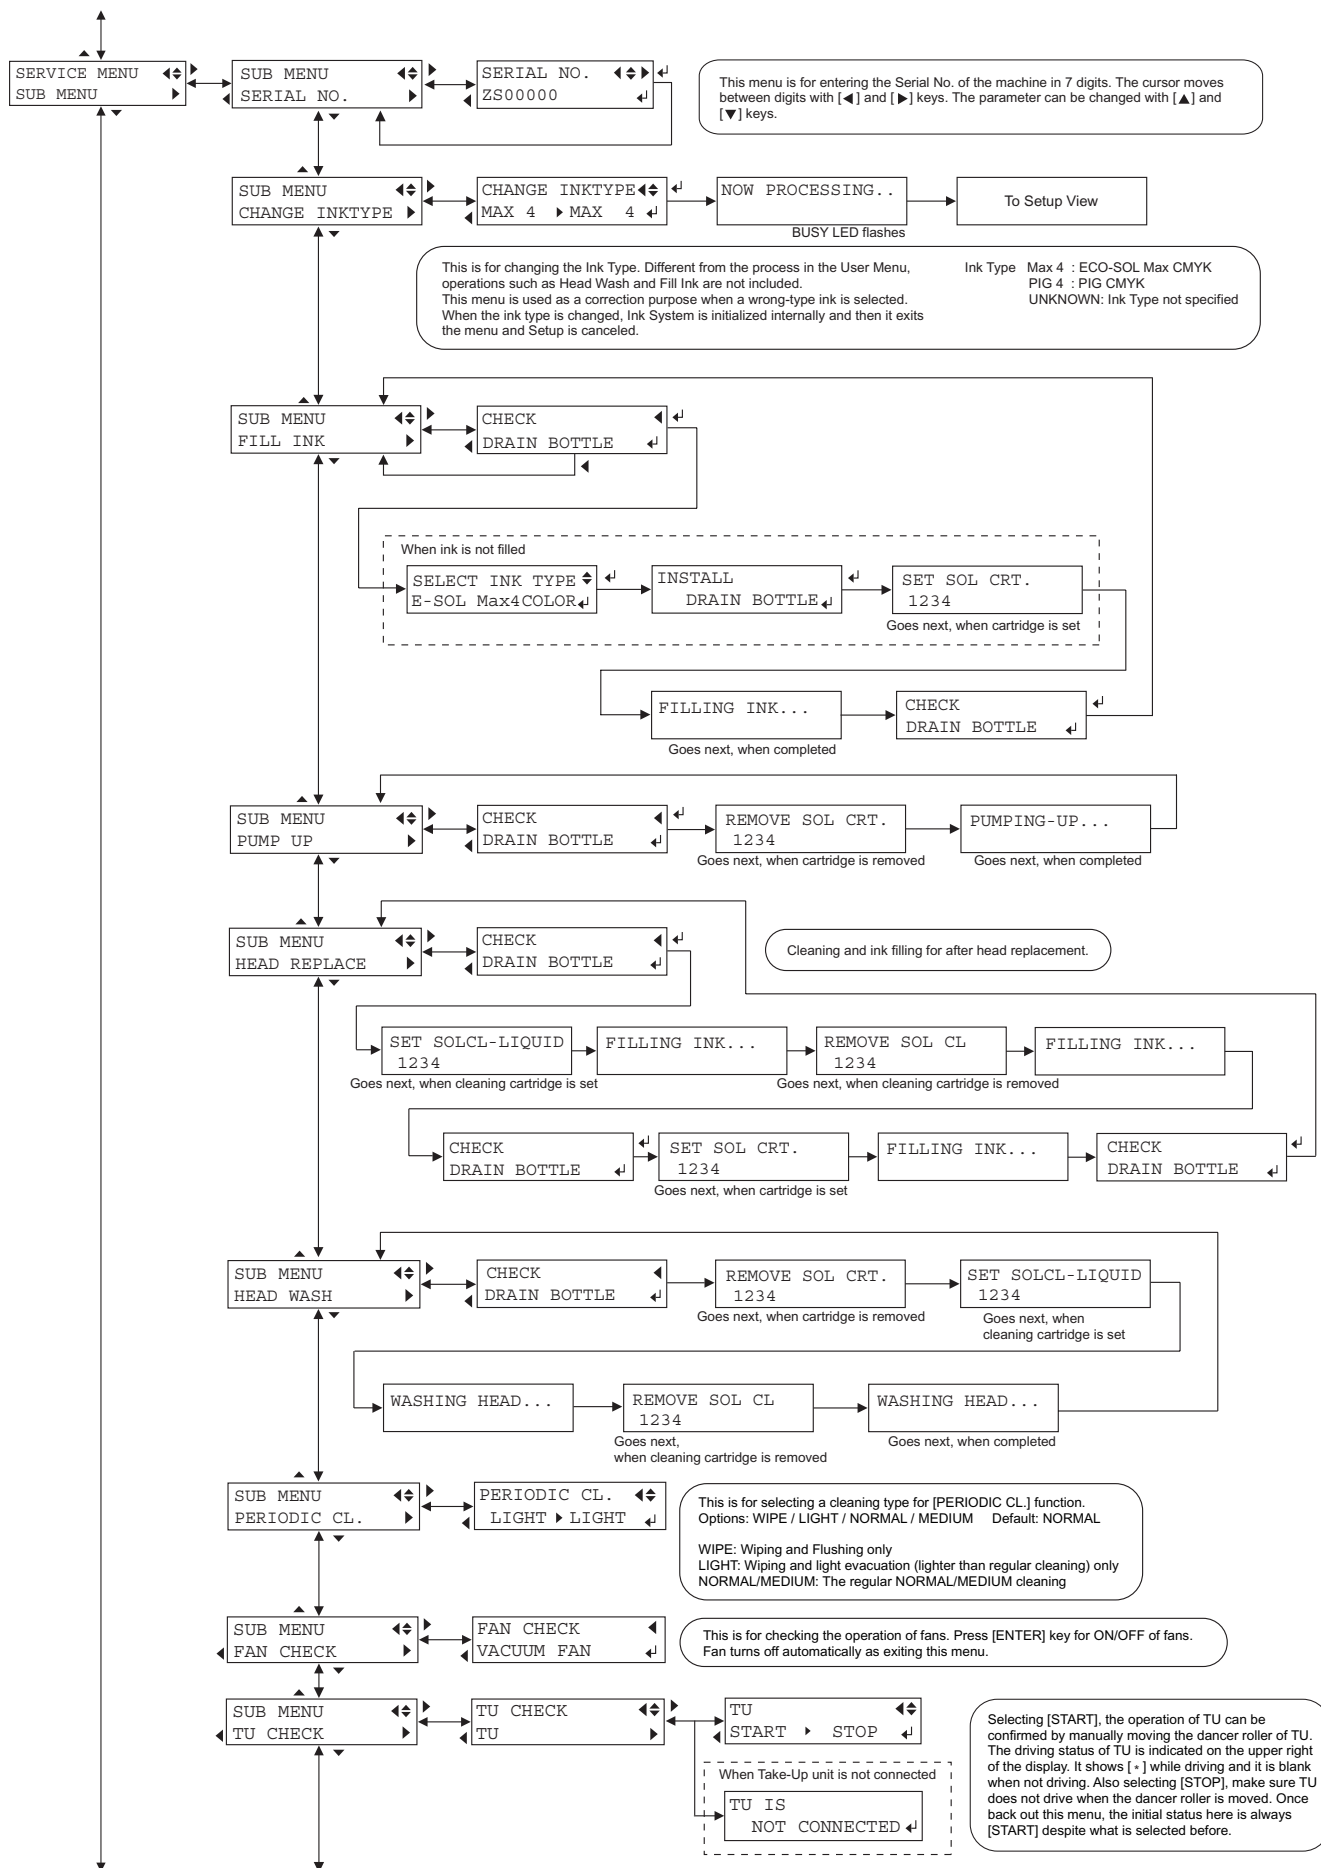 SERVICE MENU
SUB MENU
SUB MENU
SERIAL NO.
SERIAL NO.
ZS00000
This menu is for entering the Serial No. of the machine in 7 digits. The cursor moves
between digits with [◀] and [▶] keys. The parameter can be changed with [▲] and
[▼] keys.
SUB MENU
CHANGE INKTYPE
CHANGE INKTYPE
MAX 4 ▶ MAX 4
NOW PROCESSING..
BUSY LED flashes
To Setup View
This is for changing the Ink Type. Different from the process in the User Menu,
operations such as Head Wash and Fill Ink are not included.
This menu is used as a correction purpose when a wrong-type ink is selected.
When the ink type is changed, Ink System is initialized internally and then it exits
the menu and Setup is canceled.
Ink Type Max 4 : ECO-SOL Max CMYK
PIG 4 : PIG CMYK
UNKNOWN: Ink Type not specified
SUB MENU
FILL INK
CHECK
DRAIN BOTTLE
When ink is not filled
SELECT INK TYPE
E-SOL Max4COLOR
INSTALL
DRAIN BOTTLE
SET SOL CRT.
1234
Goes next, when cartridge is set
FILLING INK...
Goes next, when completed
CHECK
DRAIN BOTTLE
SUB MENU
PUMP UP
CHECK
DRAIN BOTTLE
REMOVE SOL CRT.
1234
Goes next, when cartridge is removed
PUMPING-UP...
Goes next, when completed
SUB MENU
HEAD REPLACE
CHECK
DRAIN BOTTLE
Cleaning and ink filling for after head replacement.
SET SOLCL-LIQUID
1234
Goes next, when cleaning cartridge is set
FILLING INK...
REMOVE SOL CL
1234
Goes next, when cleaning cartridge is removed
FILLING INK...
CHECK
DRAIN BOTTLE
SET SOL CRT.
1234
Goes next, when cartridge is set
FILLING INK...
CHECK
DRAIN BOTTLE
SUB MENU
HEAD WASH
CHECK
DRAIN BOTTLE
REMOVE SOL CRT.
1234
Goes next, when cartridge is removed
SET SOLCL-LIQUID
1234
Goes next, when
cleaning cartridge is set
WASHING HEAD...
REMOVE SOL CL
1234
Goes next,
when cleaning cartridge is removed
WASHING HEAD...
Goes next, when completed
SUB MENU
PERIODIC CL.
PERIODIC CL.
LIGHT ▶ LIGHT
This is for selecting a cleaning type for [PERIODIC CL.] function.
Options: WIPE / LIGHT / NORMAL / MEDIUM Default: NORMAL
WIPE: Wiping and Flushing only
LIGHT: Wiping and light evacuation (lighter than regular cleaning) only
NORMAL/MEDIUM: The regular NORMAL/MEDIUM cleaning
SUB MENU
FAN CHECK
FAN CHECK
VACUUM FAN
This is for checking the operation of fans. Press [ENTER] key for ON/OFF of fans.
Fan turns off automatically as exiting this menu.
SUB MENU
TU CHECK
TU CHECK
TU
TU
START ▶ STOP
When Take-Up unit is not connected
TU IS
NOT CONNECTED
Selecting [START], the operation of TU can be
confirmed by manually moving the dancer roller of TU.
The driving status of TU is indicated on the upper right
of the display. It shows [ * ] while driving and it is blank
when not driving. Also selecting [STOP], make sure TU
does not drive when the dancer roller is moved. Once
back out this menu, the initial status here is always
[START] despite what is selected before.